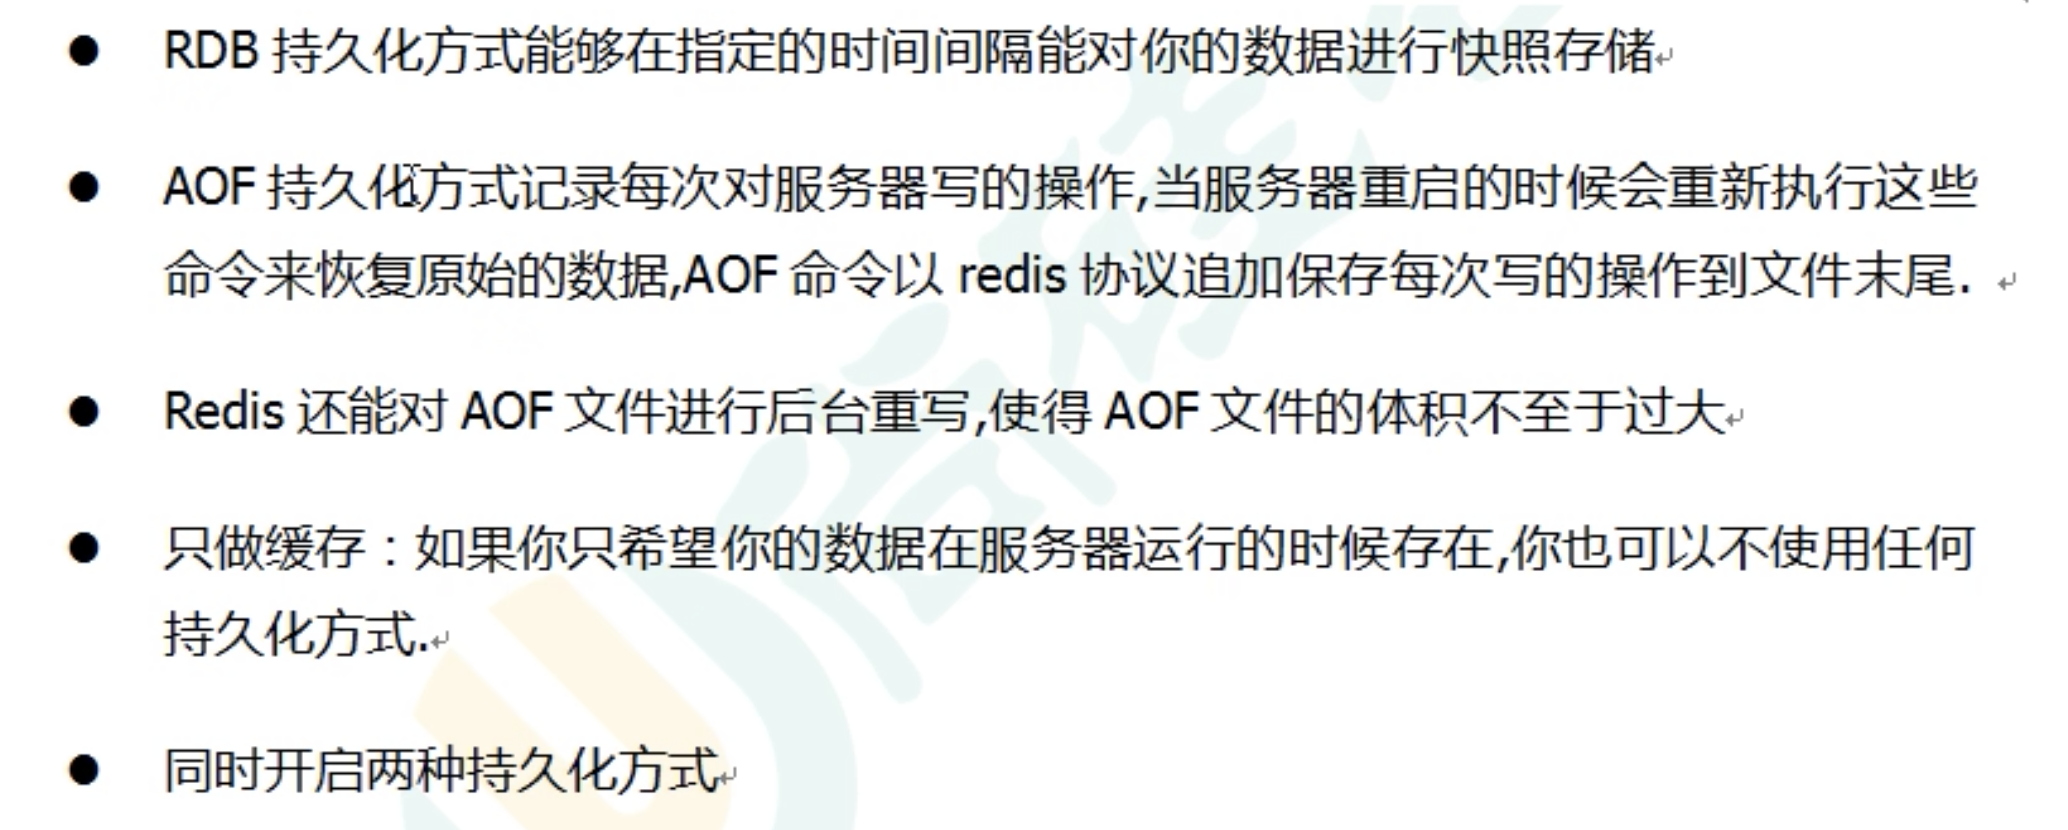 ● RDB 持久化方式能够在指定的时间间隔能对你的数据进行快照存储
● AOF 持久化方式记录每次对服务器写的操作,当服务器重启的时候会重新执行这些
命令来恢复原始的数据,AOF 命令以 redis 协议追加保存每次写的操作到文件末尾.
● Redis 还能对 AOF 文件进行后台重写,使得 AOF 文件的体积不至于过大
● 只做缓存：如果你只希望你的数据在服务器运行的时候存在,你也可以不使用任何
持久化方式.
● 同时开启两种持久化方式
尚硅